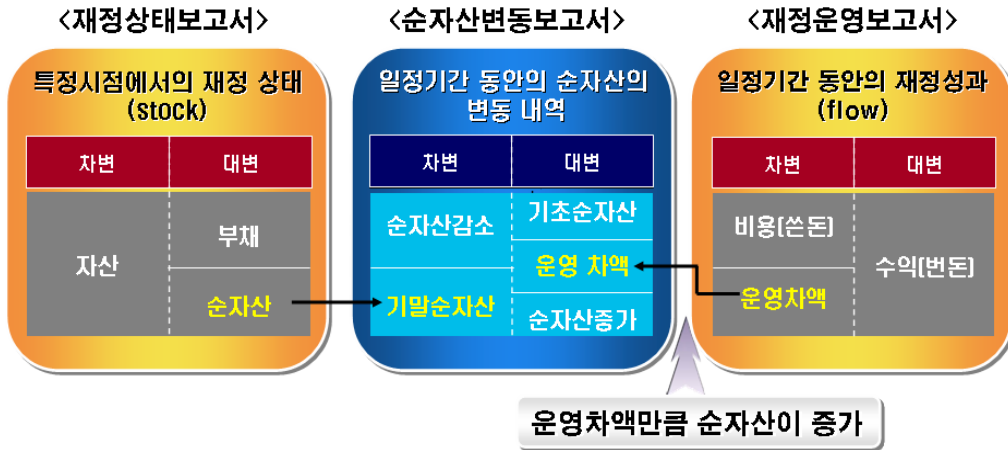 <재정상태보고서>
특정시점에서의 재정 상태
(stock)
차변
대변
자산
부채
순자산
<순자산변동보고서>
일정기간 동안의 순자산의
변동 내역
차변
대변
순자산감소
기말순자산
기초순자산
운영 차액
순자산증가
<재정운영보고서>
일정기간 동안의 재정성과
(flow)
차변
대변
비용(쓴돈)
운영차액
수익(번돈)
운영차액만큼 순자산이 증가